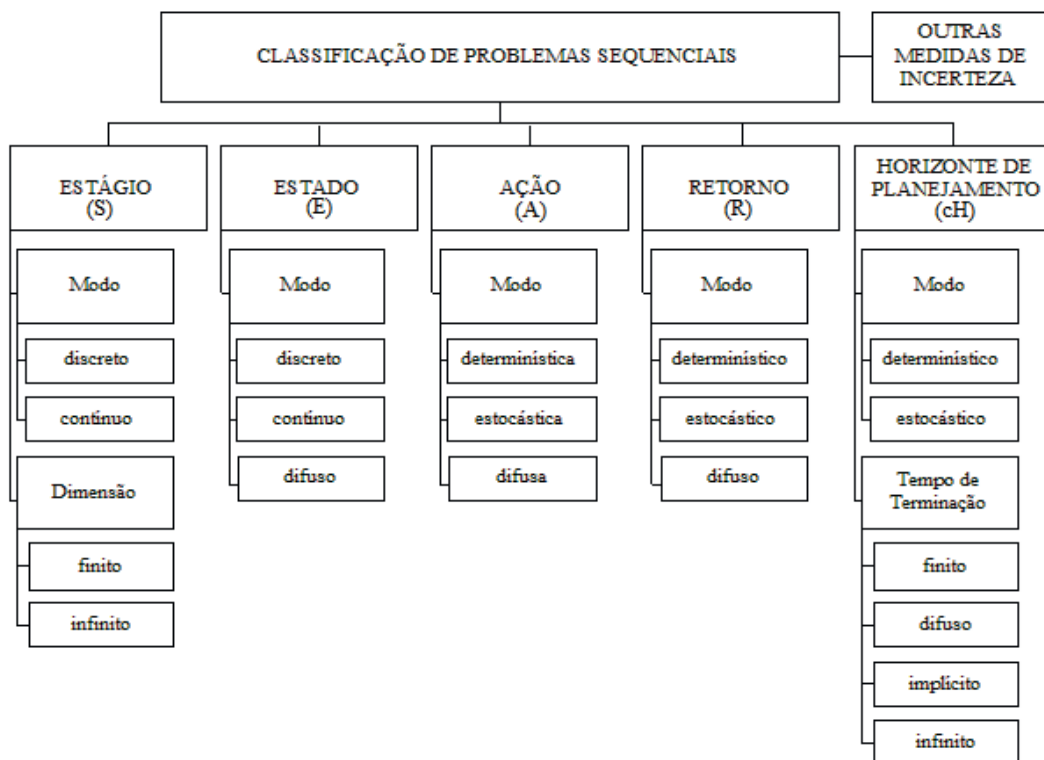 CLASSIFICAÇÃO DE PROBLEMAS SEQUENCIAIS
OUTRAS
MEDIDAS DE
INCERTEZA
ESTÁGIO
(S)
Modo
discreto
contínuo
Dimensão
finito
infinito
ESTADO
(E)
Modo
discreto
contínuo
difuso
AÇÃO
(A)
Modo
determinística
estocástica
difusa
RETORNO
(R)
Modo
determinístico
estocástico
difuso
HORIZONTE DE
PLANEJAMENTO
(cH)
Modo
determinístico
estocástico
Tempo de
Terminação
finito
difuso
implícito
infinito